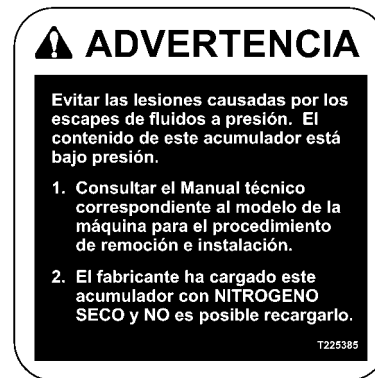 ADVERTENCIA
Evitar las lesiones causadas por los
escapes de fluidos a presión. El
contenido de este acumulador está
bajo presión.
1. Consultar el Manual técnico
correspondiente al modelo de la
máquina para el procedimiento
de remoción e instalación.
2. El fabricante ha cargado este
acumulador con NITROGENO
SECO y NO es posible recargarlo.
T225385